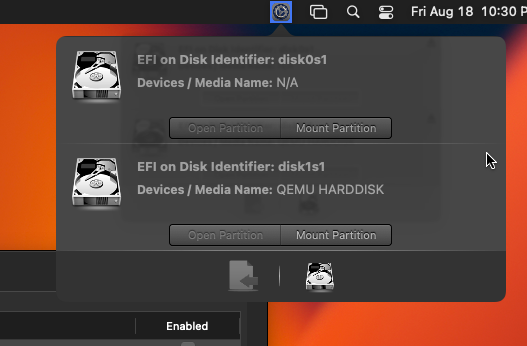 Fri Aug 18 10:30 P
EFI on Disk Identifier: disk0s1
Devices / Media Name: N/A
Open Partition Mount Partition
EFI on Disk Identifier: disk1s1
Devices / Media Name: QEMU HARDDISK
Open Partition Mount Partition
Enabled